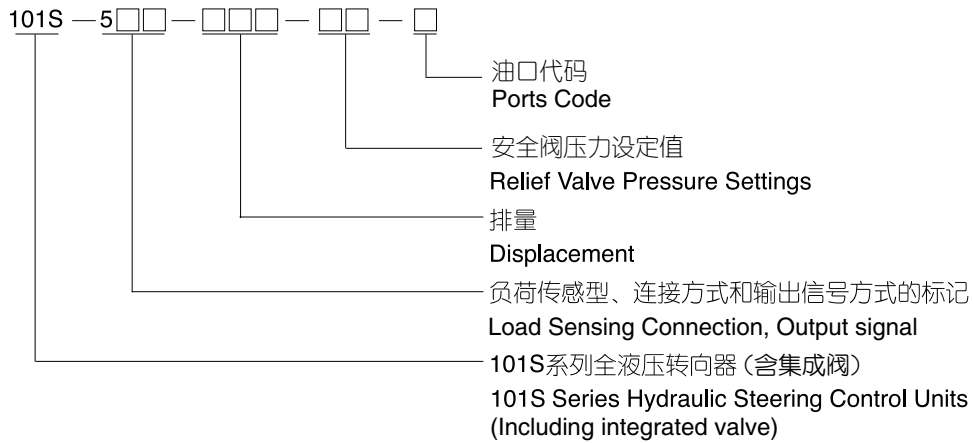 101S — 5□□ — □□□ — □□ — □
油口代码
Ports Code
安全阀压力设定值
Relief Valve Pressure Settings
排量
Displacement
负荷传感型、连接方式和输出信号方式的标记
Load Sensing Connection, Output signal
101S系列全液压转向器（含集成阀）
101S Series Hydraulic Steering Control Units
(Including integrated valve)